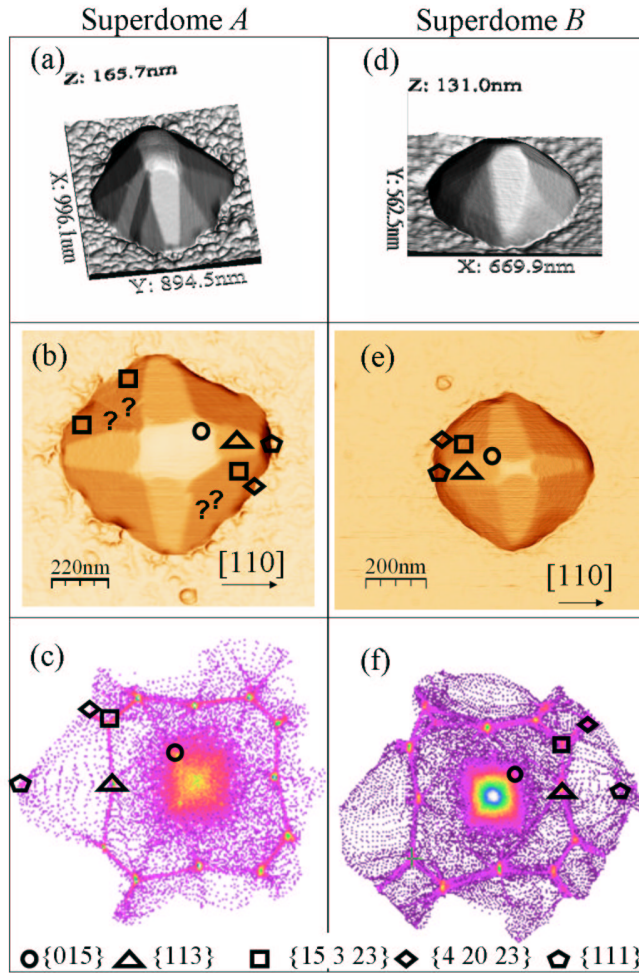 Superdome A
Superdome B
(a)
Z: 165.7nm
X: 996.1nm
Y: 894.5nm
(d)
Z: 131.0nm
Y: 562.5nm
X: 669.9nm
(b)
? ?
? ?
220nm
[110]
(e)
200nm
[110]
(c)
(f)
{015} {113} {15 3 23} {4 20 23} {111}